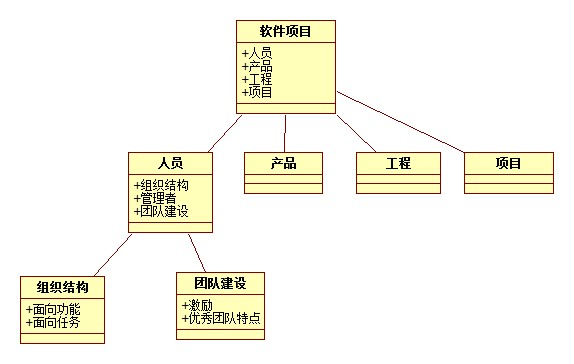 软件项目
+人员
+产品
+工程
+项目
人员
+组织结构
+管理者
+团队建设
产品
工程
项目
组织结构
+面向功能
+面向任务
团队建设
+激励
+优秀团队特点